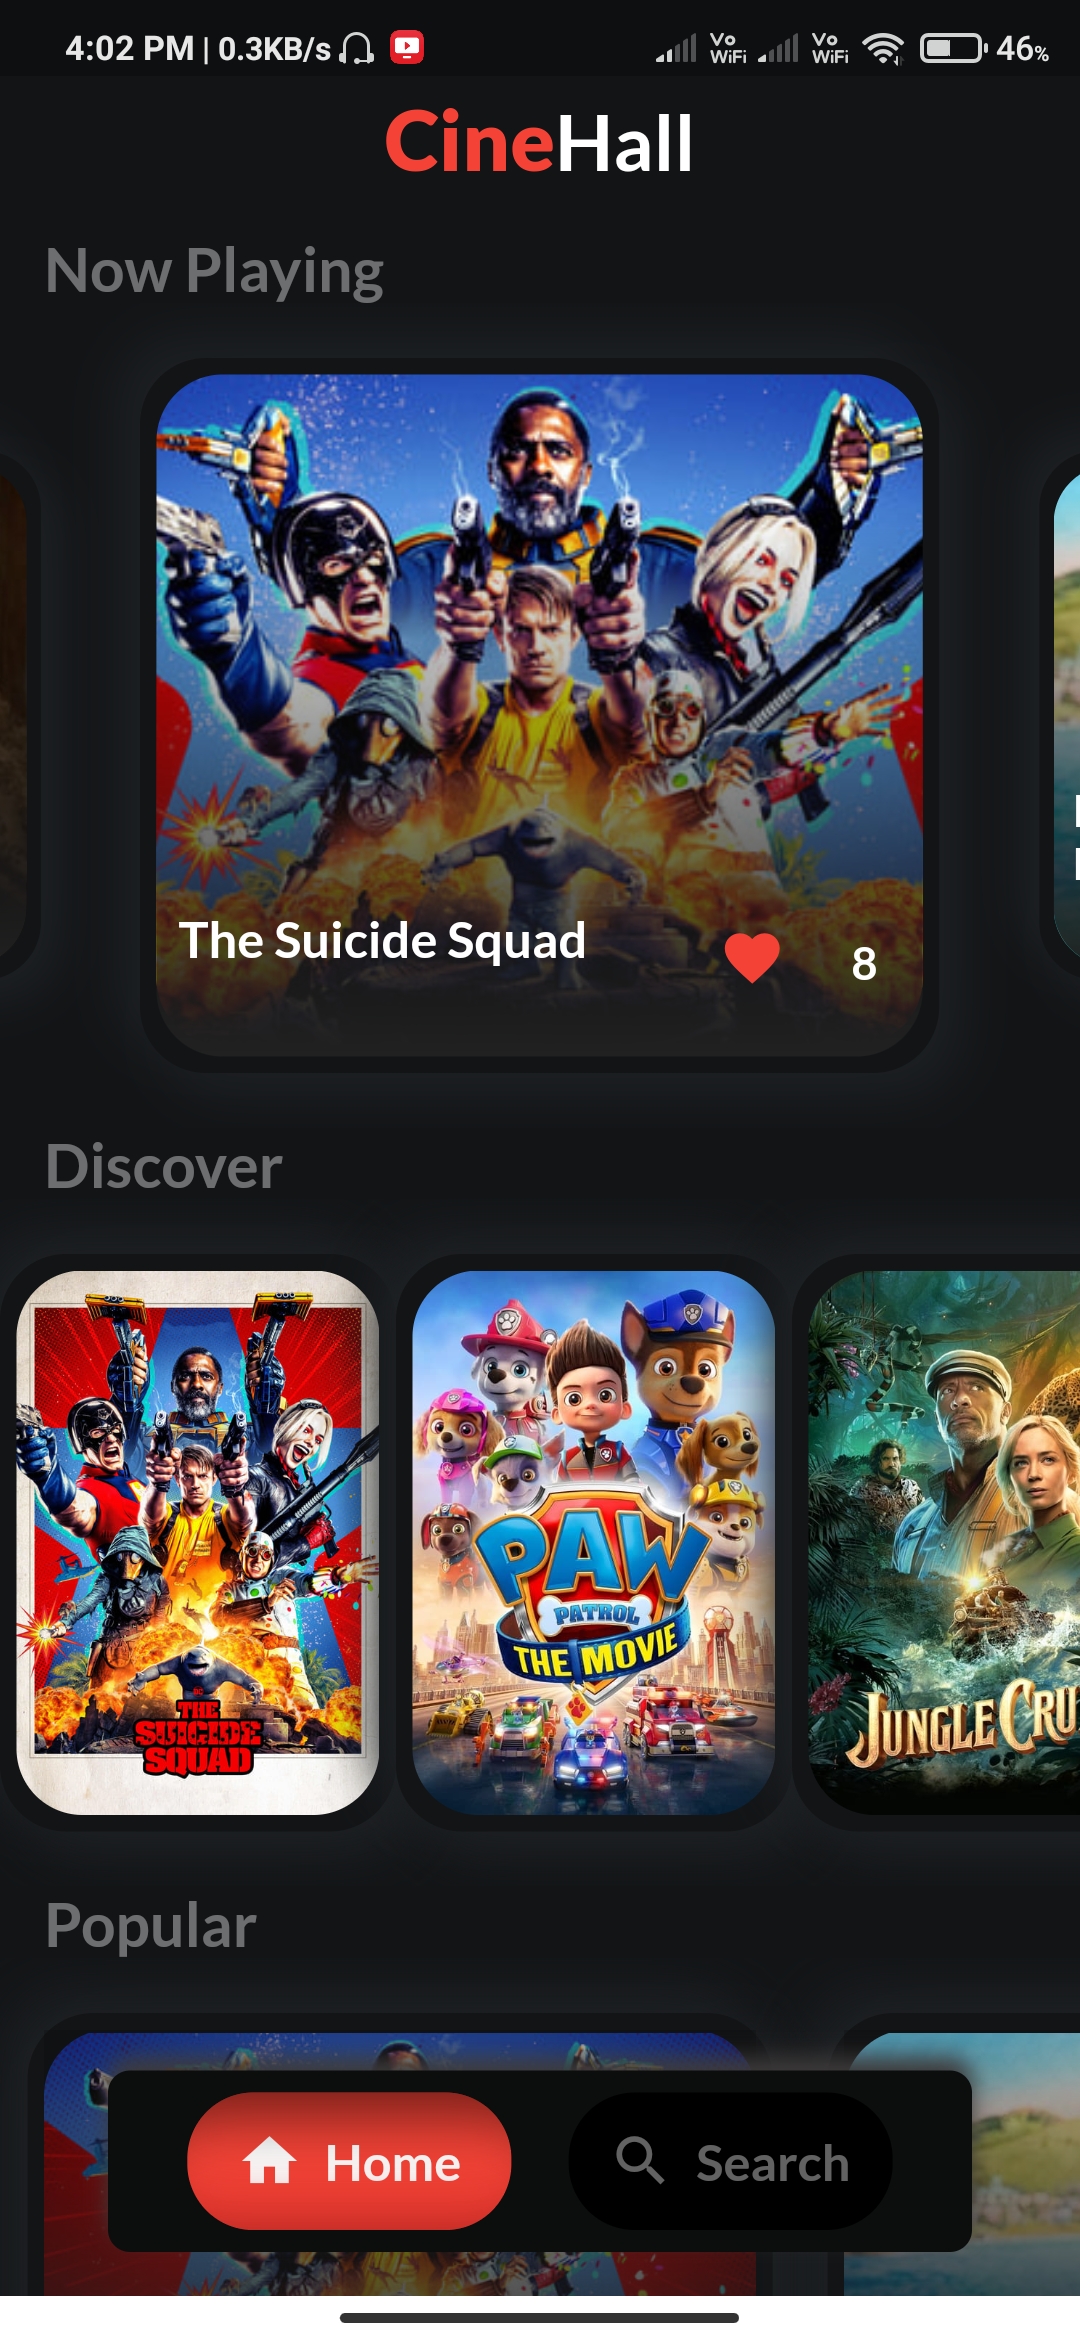 4:02 PM | 0.3KB/s Vo WiFi Vo WiFi 46%
CineHall
Now Playing
The Suicide Squad 8
Discover
THE SUICIDE SQUAD
PAW PATROL THE MOVIE
JUNGLE CRU
Popular
Home Search